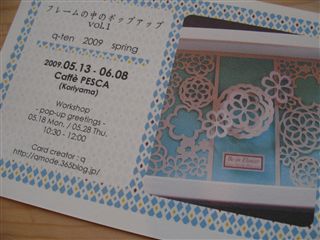 フレームの中のポップアップ
vol.1
q-ten 2009 spring
2009.05.13 - 06.08
Caffè PESCA
(Koriyama)
Workshop
- pop-up greetings -
05.18 Mon. / 05.28 Thu.
10:30 - 12:00
Card creator : q
http://qmode.365blog.jp/